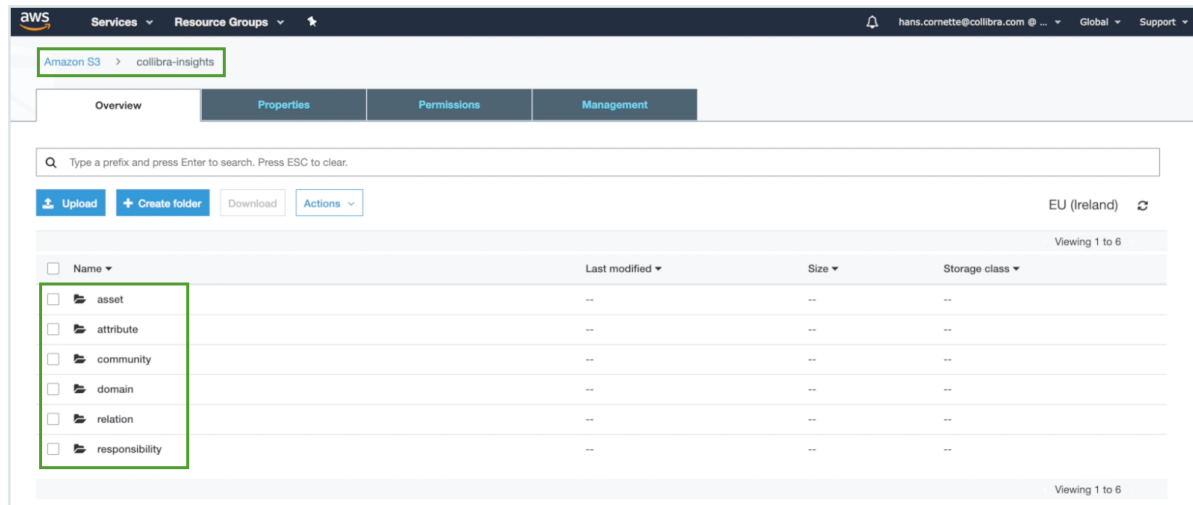 aws Services Resource Groups hans.cornette@collibra.com @ ... Global Support
Amazon S3 > collibra-insights
Overview Properties Permissions Management
Type a prefix and press Enter to search. Press ESC to clear.
Upload + Create folder Download Actions EU (Ireland)
Viewing 1 to 6
Name Last modified Size Storage class
asset -- -- --
attribute -- -- --
community -- -- --
domain -- -- --
relation -- -- --
responsibility -- -- --
Viewing 1 to 6